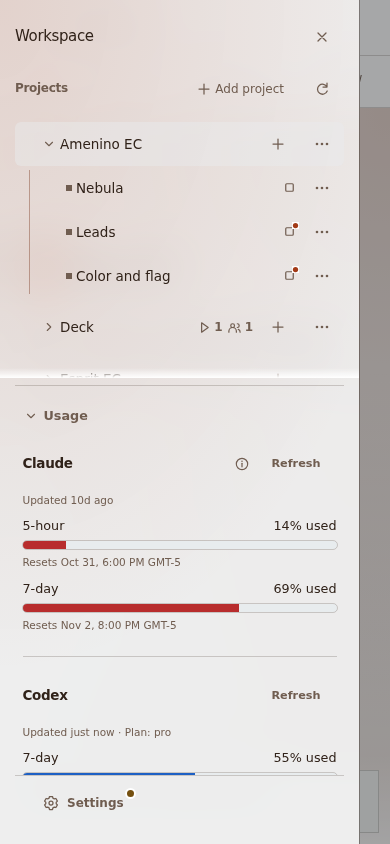 Workspace
Projects
Add project
Amenino EC
Nebula
Leads
Color and flag
Deck 1 1
Usage
Claude Refresh
Updated 10d ago
5-hour 14% used
Resets Oct 31, 6:00 PM GMT-5
7-day 69% used
Resets Nov 2, 8:00 PM GMT-5
Codex Refresh
Updated just now · Plan: pro
7-day 55% used
Settings